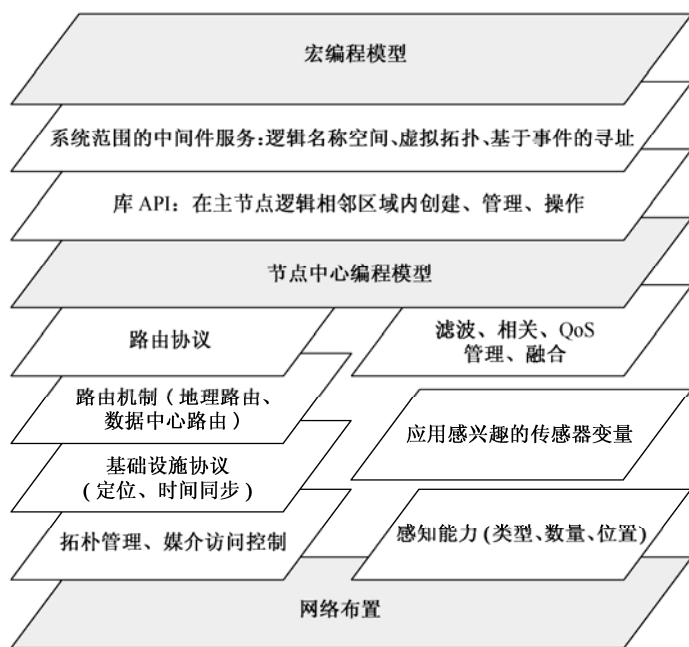 宏编程模型
系统范围的中间件服务:逻辑名称空间、虚拟拓扑、基于事件的寻址
库 API：在主节点逻辑相邻区域内创建、管理、操作
节点中心编程模型
路由协议
滤波、相关、QoS
管理、融合
路由机制（地理路由、
数据中心路由）
应用感兴趣的传感器变量
基础设施协议
(定位、时间同步)
拓朴管理、媒介访问控制
感知能力(类型、数量、位置)
网络布置